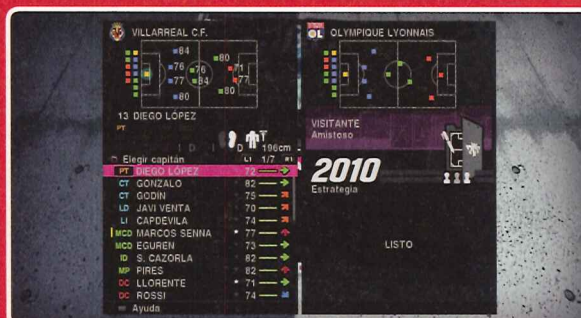 VILLARREAL C.F.
OLYMPIQUE LYONNAIS
84
76
80
76
71
77
84
77
80
80
13 DIEGO LÓPEZ
PT
VISITANTE
Amistoso
D T 196cm
Elegir capitán L1 1/7 R1
2010
Estrategia
PT DIEGO LÓPEZ 72
CT GONZALO 82
CT GODÍN 75
LD JAVI VENTA 70
LI CAPDEVILA 74
MCD MARCOS SENNA 77
MCD EGUREN 73
ID S. CAZORLA 82
MP PIRES 82
DC LLORENTE 71
DC ROSSI 74
LISTO
Ayuda